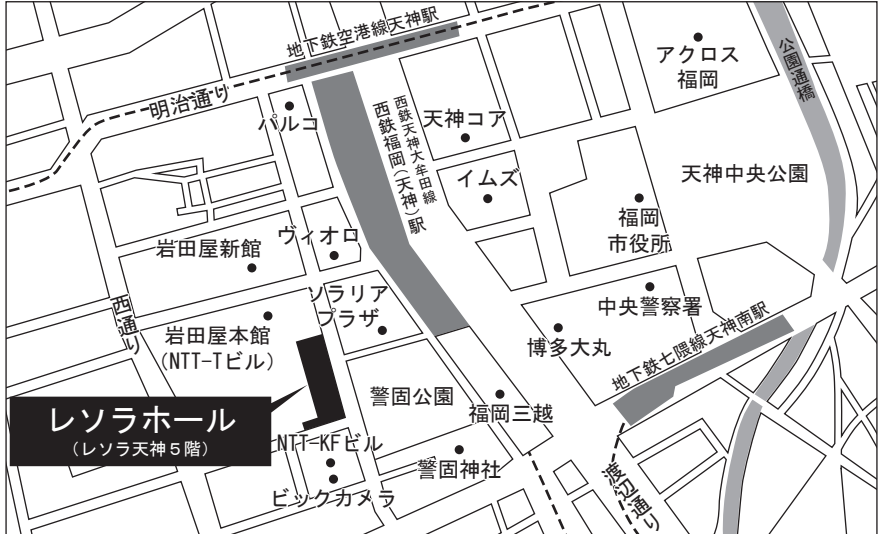 地下鉄空港線天神駅
アクロス
福岡
公園通橋
明治通り
パルコ
西鉄天神大牟田線
西鉄福岡(天神)駅
天神コア
イムズ
天神中央公園
福岡
市役所
岩田屋新館
ヴィオロ
ソラリア
プラザ
中央警察署
西通り
岩田屋本館
(NTT-Tビル)
博多大丸
地下鉄七隈線天神南駅
警固公園
福岡三越
レソラホール
(レソラ天神5階)
NTT-KFビル
警固神社
ビックカメラ
渡辺通り